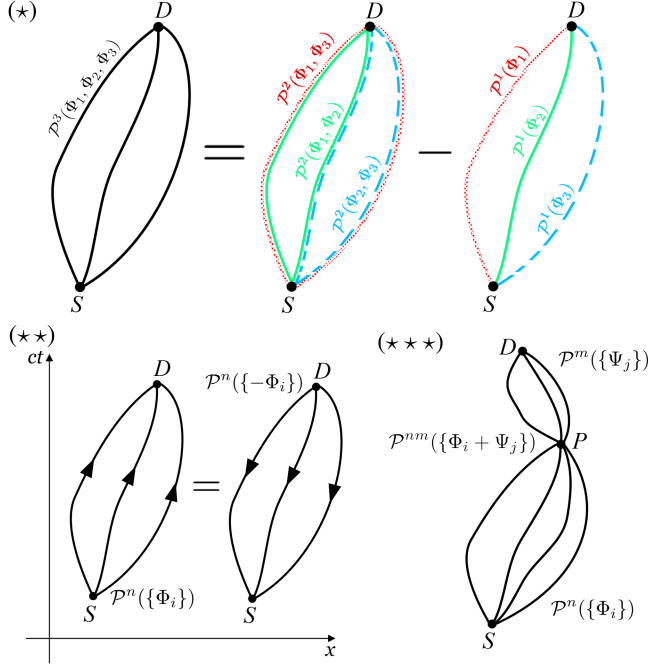 (⋆)
D
D
D
𝒫³(Φ₁, Φ₂, Φ₃)
=
𝒫²(Φ₁, Φ₃)
𝒫²(Φ₁, Φ₂)
𝒫²(Φ₂, Φ₃)
−
𝒫¹(Φ₁)
𝒫¹(Φ₂)
𝒫¹(Φ₃)
S
S
S
(⋆⋆)
ct
D
𝒫ⁿ({Φᵢ})
S
=
𝒫ⁿ({−Φᵢ})
D
S
x
(⋆⋆⋆)
D
𝒫ᵐ({Ψⱼ})
𝒫ⁿᵐ({Φᵢ + Ψⱼ})
P
𝒫ⁿ({Φᵢ})
S